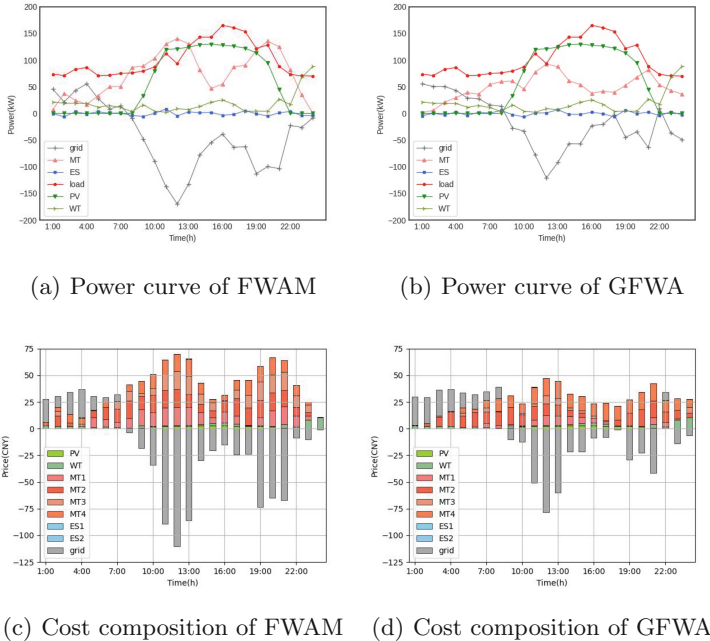 200
150
100
50
0
−50
−100
−150
−200
Power(kW)
grid
MT
ES
load
PV
WT
1:00 4:00 7:00 10:00 13:00 16:00 19:00 22:00
Time(h)
200
150
100
50
0
−50
−100
−150
−200
Power(kW)
grid
MT
ES
load
PV
WT
1:00 4:00 7:00 10:00 13:00 16:00 19:00 22:00
Time(h)
(a) Power curve of FWAM
(b) Power curve of GFWA
75
50
25
0
−25
−50
−75
−100
−125
Price(CNY)
PV
WT
MT1
MT2
MT3
MT4
ES1
ES2
grid
1:00 4:00 7:00 10:00 13:00 16:00 19:00 22:00
Time(h)
75
50
25
0
−25
−50
−75
−100
−125
Price(CNY)
PV
WT
MT1
MT2
MT3
MT4
ES1
ES2
grid
1:00 4:00 7:00 10:00 13:00 16:00 19:00 22:00
Time(h)
(c) Cost composition of FWAM
(d) Cost composition of GFWA